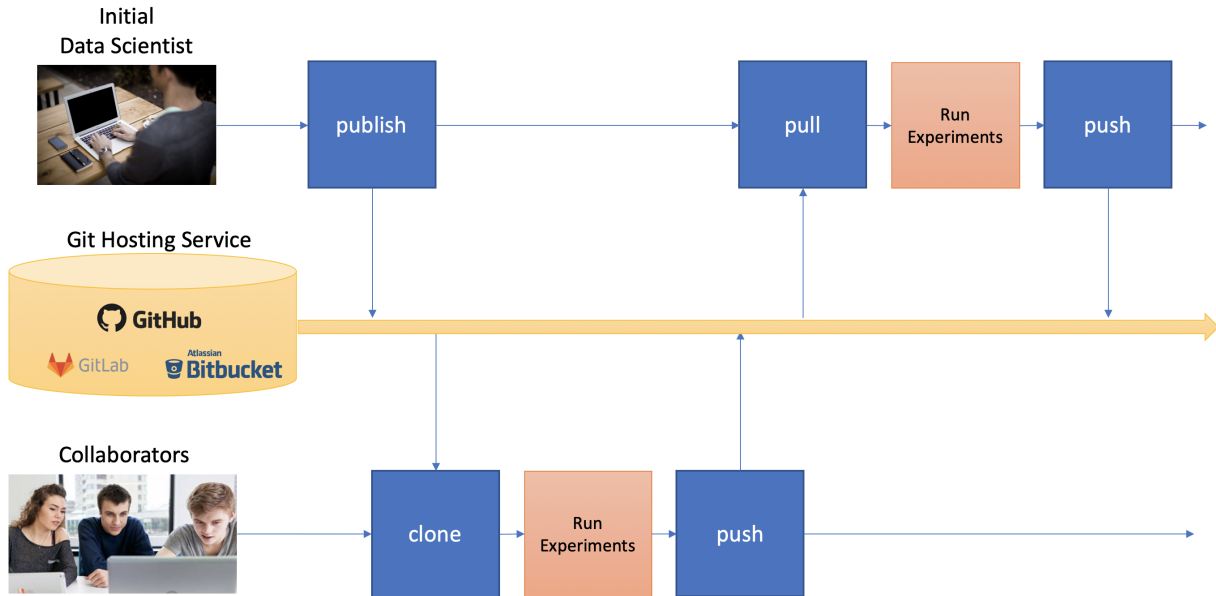 Initial
Data Scientist
publish
pull
Run
Experiments
push
Git Hosting Service
GitHub
GitLab
Atlassian
Bitbucket
Collaborators
clone
Run
Experiments
push